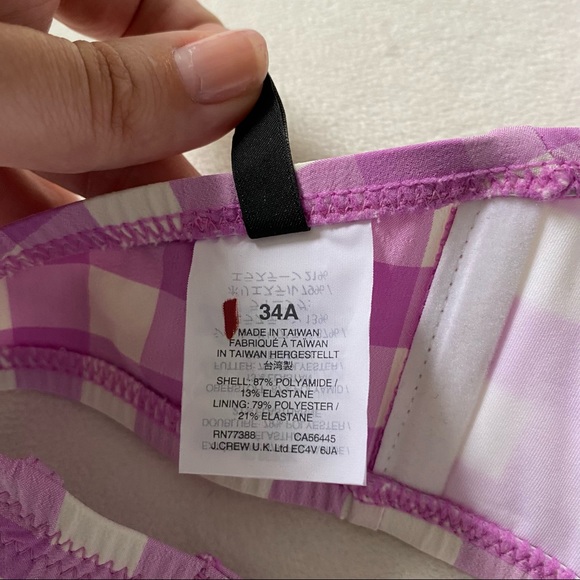 34A
MADE IN TAIWAN
FABRIQUÉ À TAÏWAN
IN TAIWAN HERGESTELLT
台湾製
SHELL: 87% POLYAMIDE /
13% ELASTANE
LINING: 79% POLYESTER /
21% ELASTANE
RN77388 CA56445
J.CREW U.K. Ltd EC4V 6JA